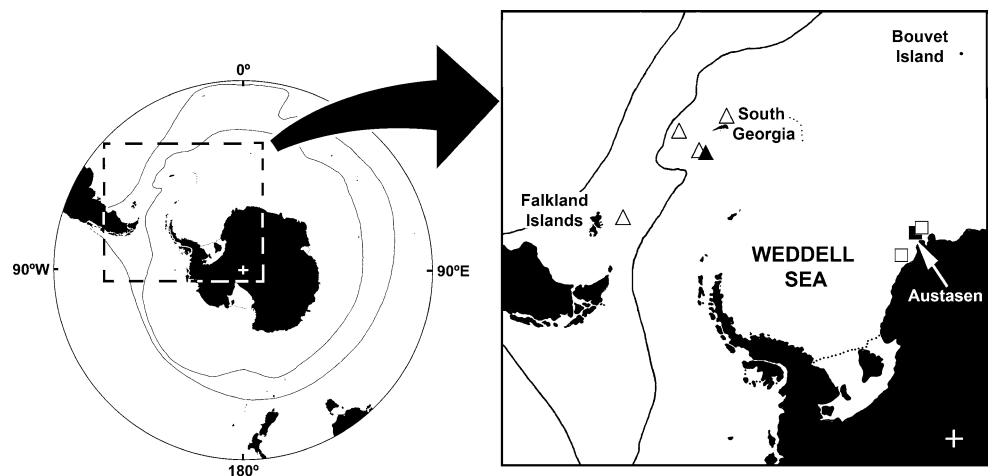 0º
90ºW
90ºE
180º
Bouvet
Island
South
Georgia
Falkland
Islands
WEDDELL
SEA
Austasen